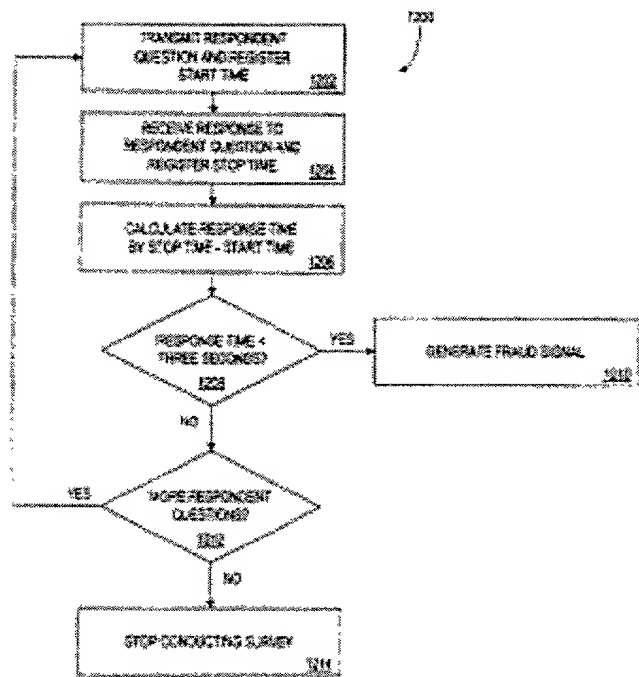 1200
TRANSMIT RESPONDENT
QUESTION AND REGISTER
START TIME
1202
RECEIVE RESPONSE TO
RESPONDENT QUESTION AND
REGISTER STOP TIME
1204
CALCULATE RESPONSE TIME
BY STOP TIME - START TIME
1206
RESPONSE TIME <
THREE SECONDS?
1208
YES
GENERATE FRAUD SIGNAL
1210
NO
YES
MORE RESPONDENT
QUESTIONS?
1212
NO
STOP CONDUCTING SURVEY
1214